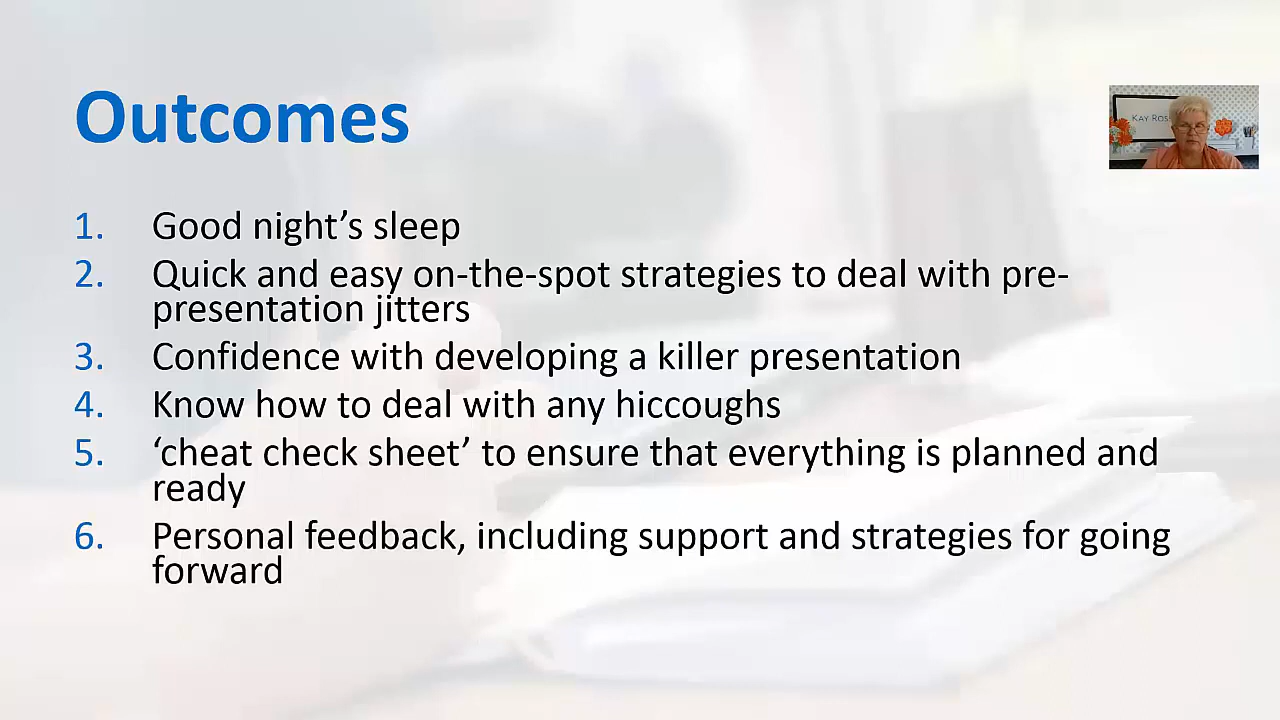 Outcomes
KAY ROS
1. Good night’s sleep
2. Quick and easy on-the-spot strategies to deal with pre-
presentation jitters
3. Confidence with developing a killer presentation
4. Know how to deal with any hiccoughs
5. ‘cheat check sheet’ to ensure that everything is planned and
ready
6. Personal feedback, including support and strategies for going
forward